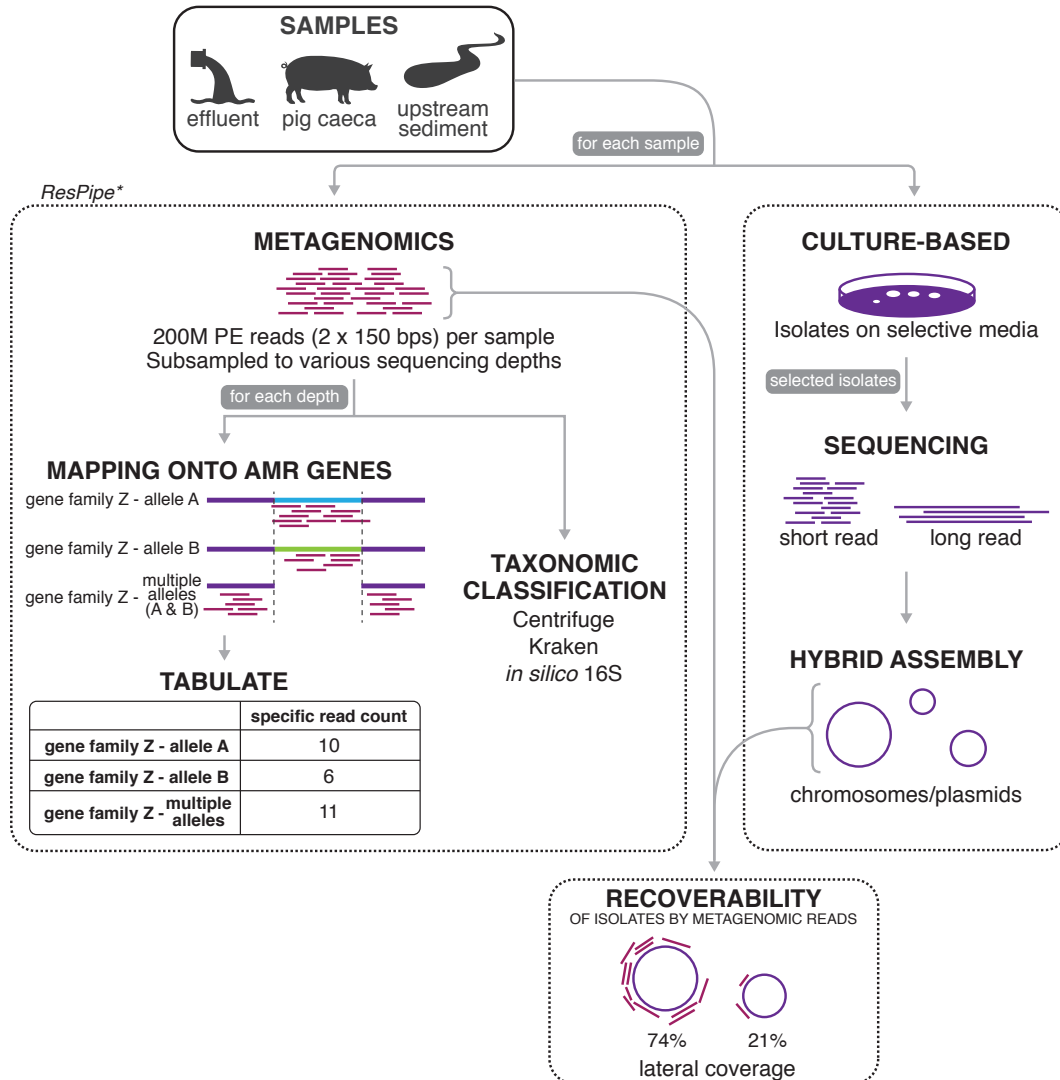 SAMPLES
effluent
pig caeca
upstream
sediment
for each sample
ResPipe*
METAGENOMICS
200M PE reads (2 x 150 bps) per sample
Subsampled to various sequencing depths
for each depth
MAPPING ONTO AMR GENES
gene family Z - allele A
gene family Z - allele B
gene family Z - multiple
alleles
(A & B)
TAXONOMIC
CLASSIFICATION
Centrifuge
Kraken
in silico 16S
TABULATE
specific read count
gene family Z - allele A 10
gene family Z - allele B 6
gene family Z - multiple
alleles 11
CULTURE-BASED
Isolates on selective media
selected isolates
SEQUENCING
short read
long read
HYBRID ASSEMBLY
chromosomes/plasmids
RECOVERABILITY
OF ISOLATES BY METAGENOMIC READS
74% 21%
lateral coverage